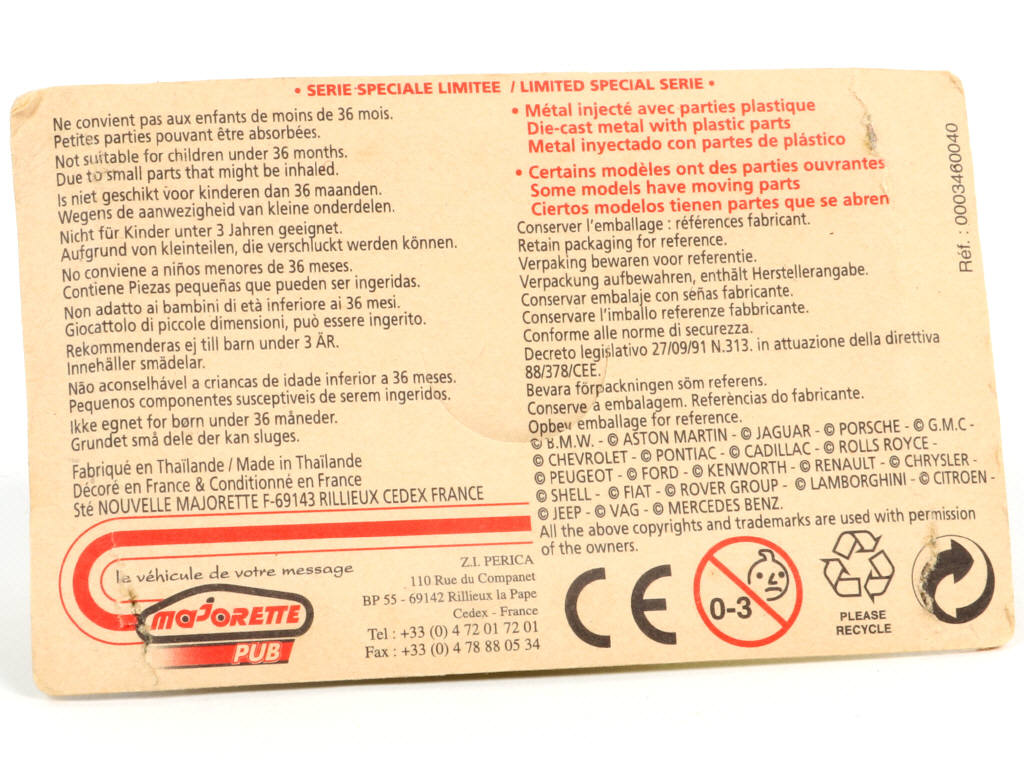 • SERIE SPECIALE LIMITEE / LIMITED SPECIAL SERIE •
Ne convient pas aux enfants de moins de 36 mois.
Petites parties pouvant être absorbées.
Not suitable for children under 36 months.
Due to small parts that might be inhaled.
Is niet geschikt voor kinderen dan 36 maanden.
Wegens de aanwezigheid van kleine onderdelen.
Nicht für Kinder unter 3 Jahren geeignet.
Aufgrund von kleinteilen, die verschluckt werden können.
No conviene a niños menores de 36 meses.
Contiene Piezas pequeñas que pueden ser ingeridas.
Non adatto ai bambini di età inferiore ai 36 mesi.
Giocattolo di piccole dimensioni, può essere ingerito.
Rekommenderas ej till barn under 3 ÅR.
Innehäller smädelar.
Não aconselhável a criancas de idade inferior a 36 meses.
Pequenos componentes susceptiveis de serem ingeridos.
Ikke egnet for børn under 36 måneder.
Grundet små dele der kan sluges.
Fabriqué en Thaïlande / Made in Thaïlande
Décoré en France & Conditionné en France
Sté NOUVELLE MAJORETTE F-69143 RILLIEUX CEDEX FRANCE
• Métal injecté avec parties plastique
Die-cast metal with plastic parts
Metal inyectado con partes de plástico
• Certains modèles ont des parties ouvrantes
Some models have moving parts
Ciertos modelos tienen partes que se abren
Conserver l'emballage : références fabricant.
Retain packaging for reference.
Verpaking bewaren voor referentie.
Verpackung aufbewahren, enthält Herstellerangabe.
Conservar embalaje con señas fabricante.
Conservare l'imballo referenze fabbricante.
Conforme alle norme di securezza.
Decreto legislativo 27/09/91 N.313. in attuazione della direttiva
88/378/CEE.
Bevara förpackningen söm referens.
Conserve a embalagem. Referências do fabricante.
Opbev emballage for reference.
© B.M.W. - © ASTON MARTIN - © JAGUAR - © PORSCHE - © G.M.C -
© CHEVROLET - © PONTIAC - © CADILLAC - © ROLLS ROYCE -
© PEUGEOT - © FORD - © KENWORTH - © RENAULT - © CHRYSLER -
© SHELL - © FIAT - © ROVER GROUP - © LAMBORGHINI - © CITROEN -
© JEEP - © VAG - © MERCEDES BENZ.
All the above copyrights and trademarks are used with permission
of the owners.
Réf. : 0003460040
le véhicule de votre message
MAJORETTE
PUB
Z.I. PERICA
110 Rue du Companet
BP 55 - 69142 Rillieux la Pape
Cedex - France
Tel : +33 (0) 4 72 01 72 01
Fax : +33 (0) 4 78 88 05 34
CE
0-3
PLEASE
RECYCLE